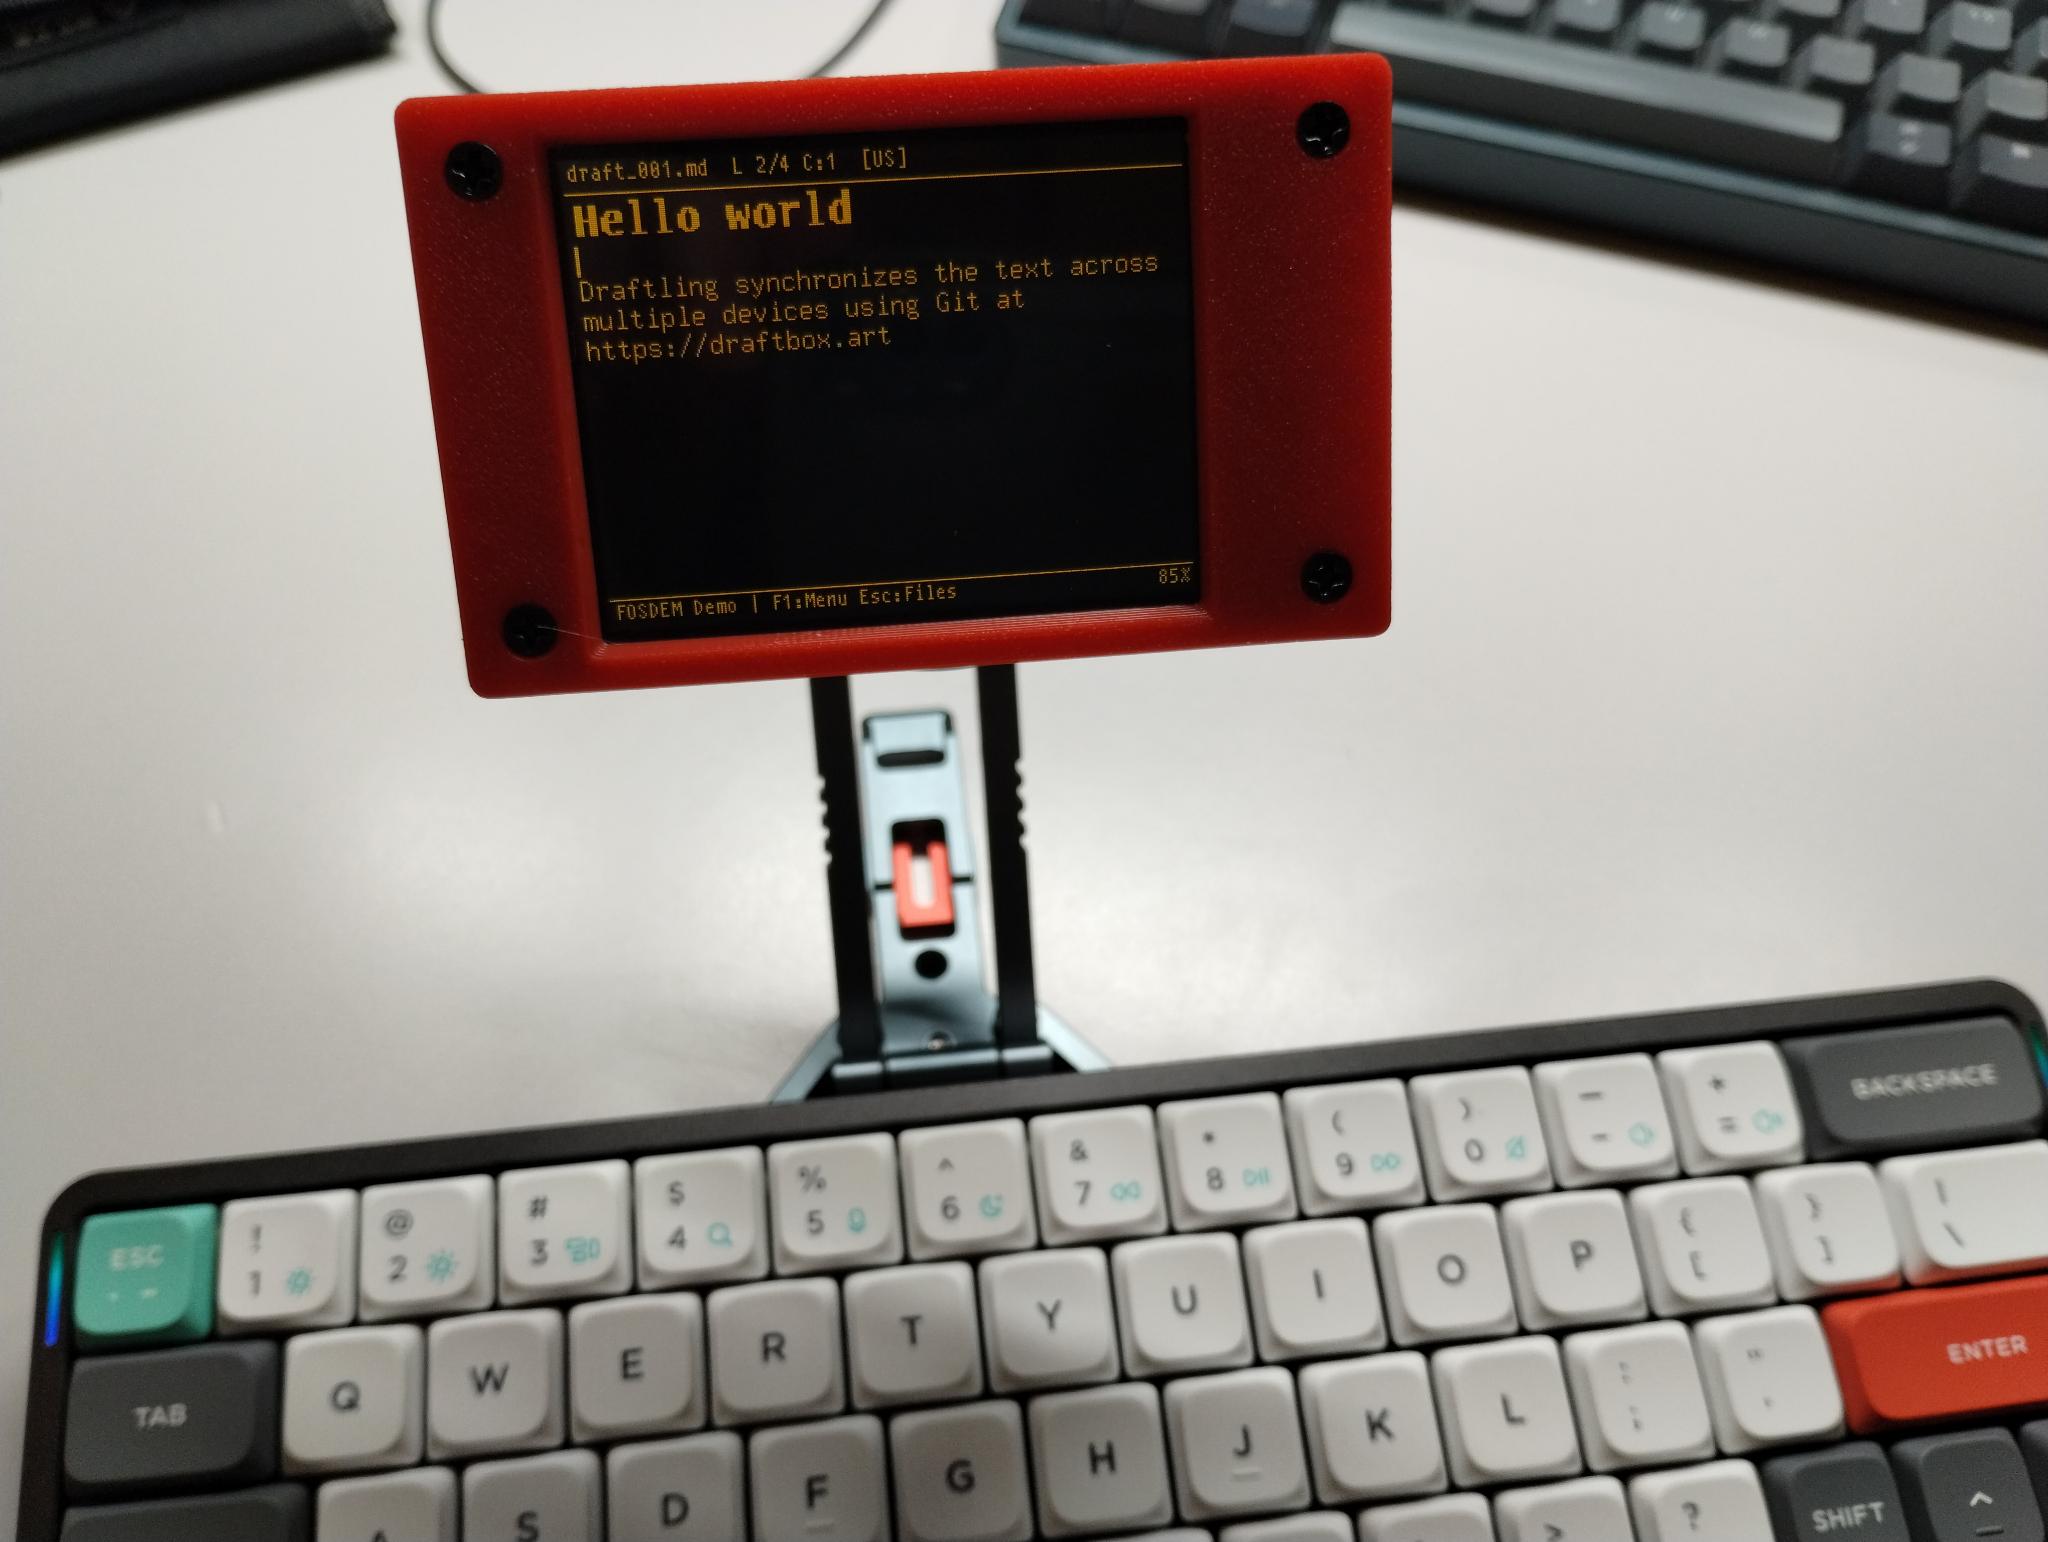 draft_001.md L 2/4 C:1 [US]
Hello world
Draftling synchronizes the text across
multiple devices using Git at
https://draftbox.art
85%
FOSDEM Demo | F1:Menu Esc:Files
BACKSPACE
ESC
! 1
@ 2
# 3
$ 4
% 5
^ 6
& 7
* 8
( 9
) 0
TAB
Q W E R T Y U I O P { [ } ] | \
A S D F G H J K L : ; " '
ENTER
> ?
SHIFT